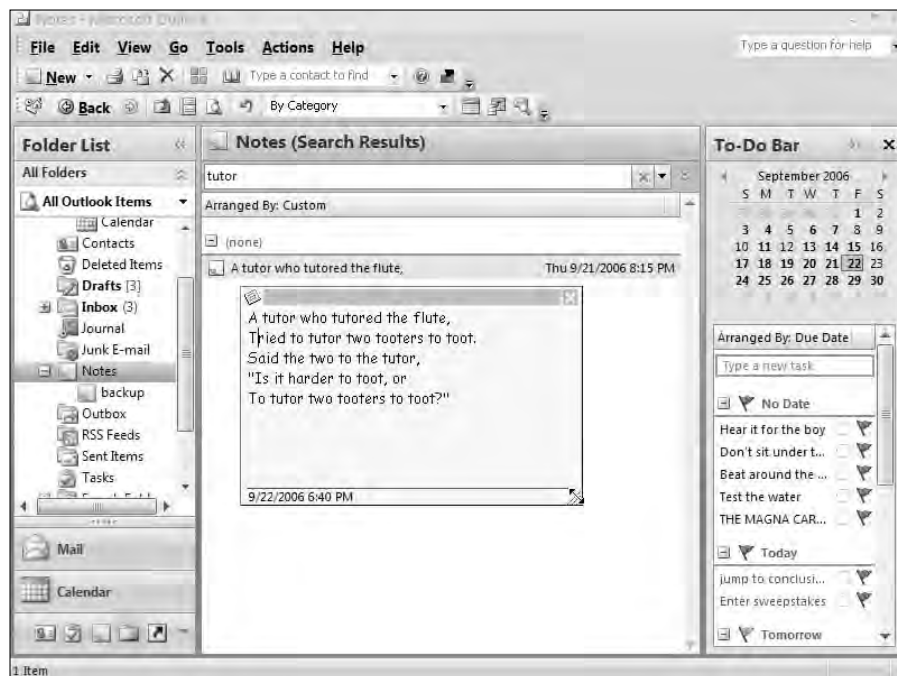 Notes - Microsoft Outlook
File Edit View Go Tools Actions Help
Type a question for help
New
Type a contact to find
Back
By Category
Folder List
All Folders
All Outlook Items
Calendar
Contacts
Deleted Items
Drafts [3]
Inbox (3)
Journal
Junk E-mail
Notes
backup
Outbox
RSS Feeds
Sent Items
Tasks
Mail
Calendar
Notes (Search Results)
tutor
Arranged By: Custom
(none)
A tutor who tutored the flute, Thu 9/21/2006 8:15 PM
A tutor who tutored the flute,
Tried to tutor two tooters to toot.
Said the two to the tutor,
"Is it harder to toot, or
To tutor two tooters to toot?"
9/22/2006 6:40 PM
To-Do Bar
September 2006
S M T W T F S
1 2
3 4 5 6 7 8 9
10 11 12 13 14 15 16
17 18 19 20 21 22 23
24 25 26 27 28 29 30
Arranged By: Due Date
Type a new task
No Date
Hear it for the boy
Don't sit under t...
Beat around the ...
Test the water
THE MAGNA CAR...
Today
jump to conclusi...
Enter sweepstakes
Tomorrow
1 Item